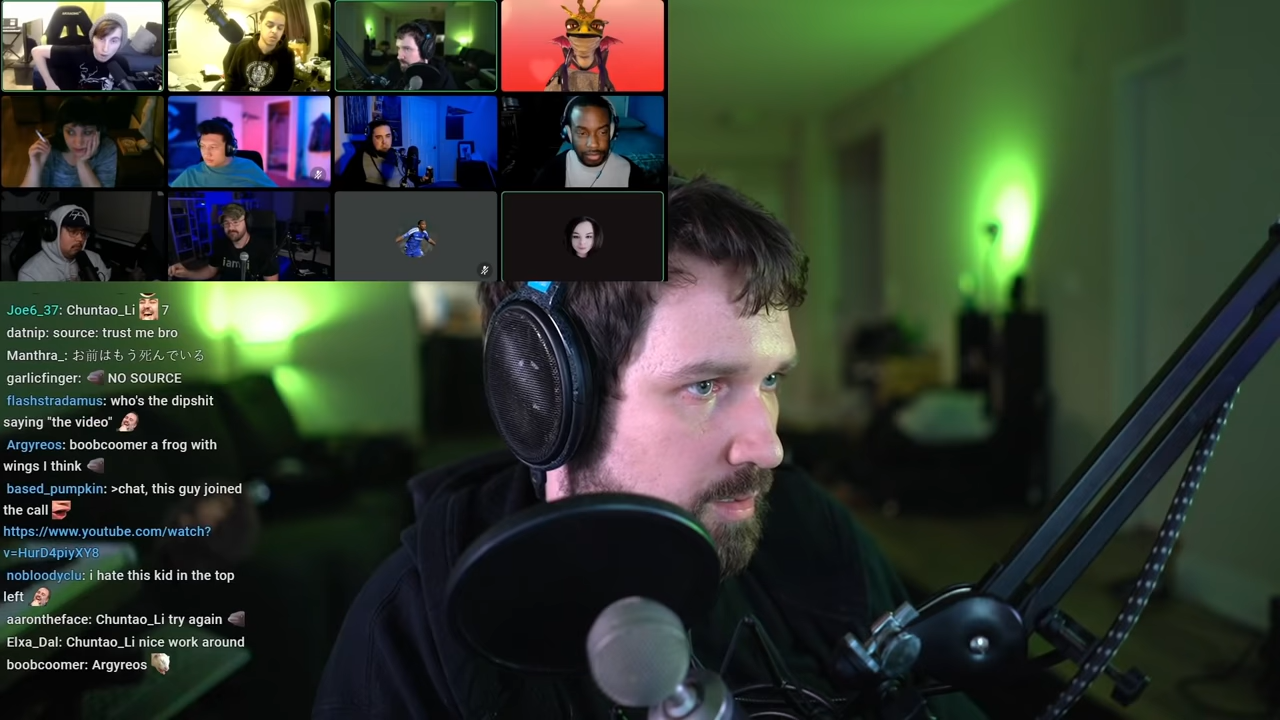 Joe6_37: Chuntao_Li 7
datnip: source: trust me bro
Manthra_: お前はもう死んでいる
garlicfinger: NO SOURCE
flashstradamus: who's the dipshit
saying "the video"
Argyreos: boobcoomer a frog with
wings I think
based_pumpkin: >chat, this guy joined
the call
https://www.youtube.com/watch?
v=HurD4piyXY8
nobloodyclu: i hate this kid in the top
left
aarontheface: Chuntao_Li try again
Elxa_Dal: Chuntao_Li nice work around
boobcoomer: Argyreos